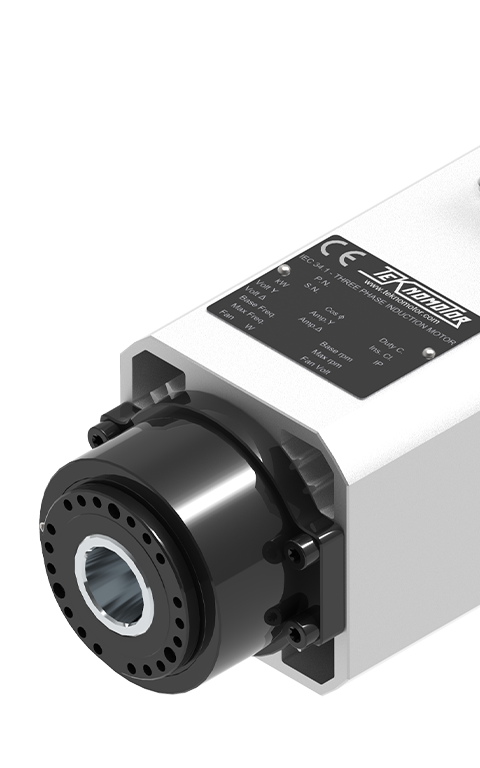 CE
TEKNOMOTOR
www.teknomotor.com
IEC 34.1 - THREE PHASE INDUCTION MOTOR
P.N.
S.N.
kW Cos φ Duty C.
Volt Y Amp.Y Ins. Cl.
Volt Δ Amp.Δ IP
Base Freq Base rpm
Max Freq Max rpm
Fan W Fan Volt